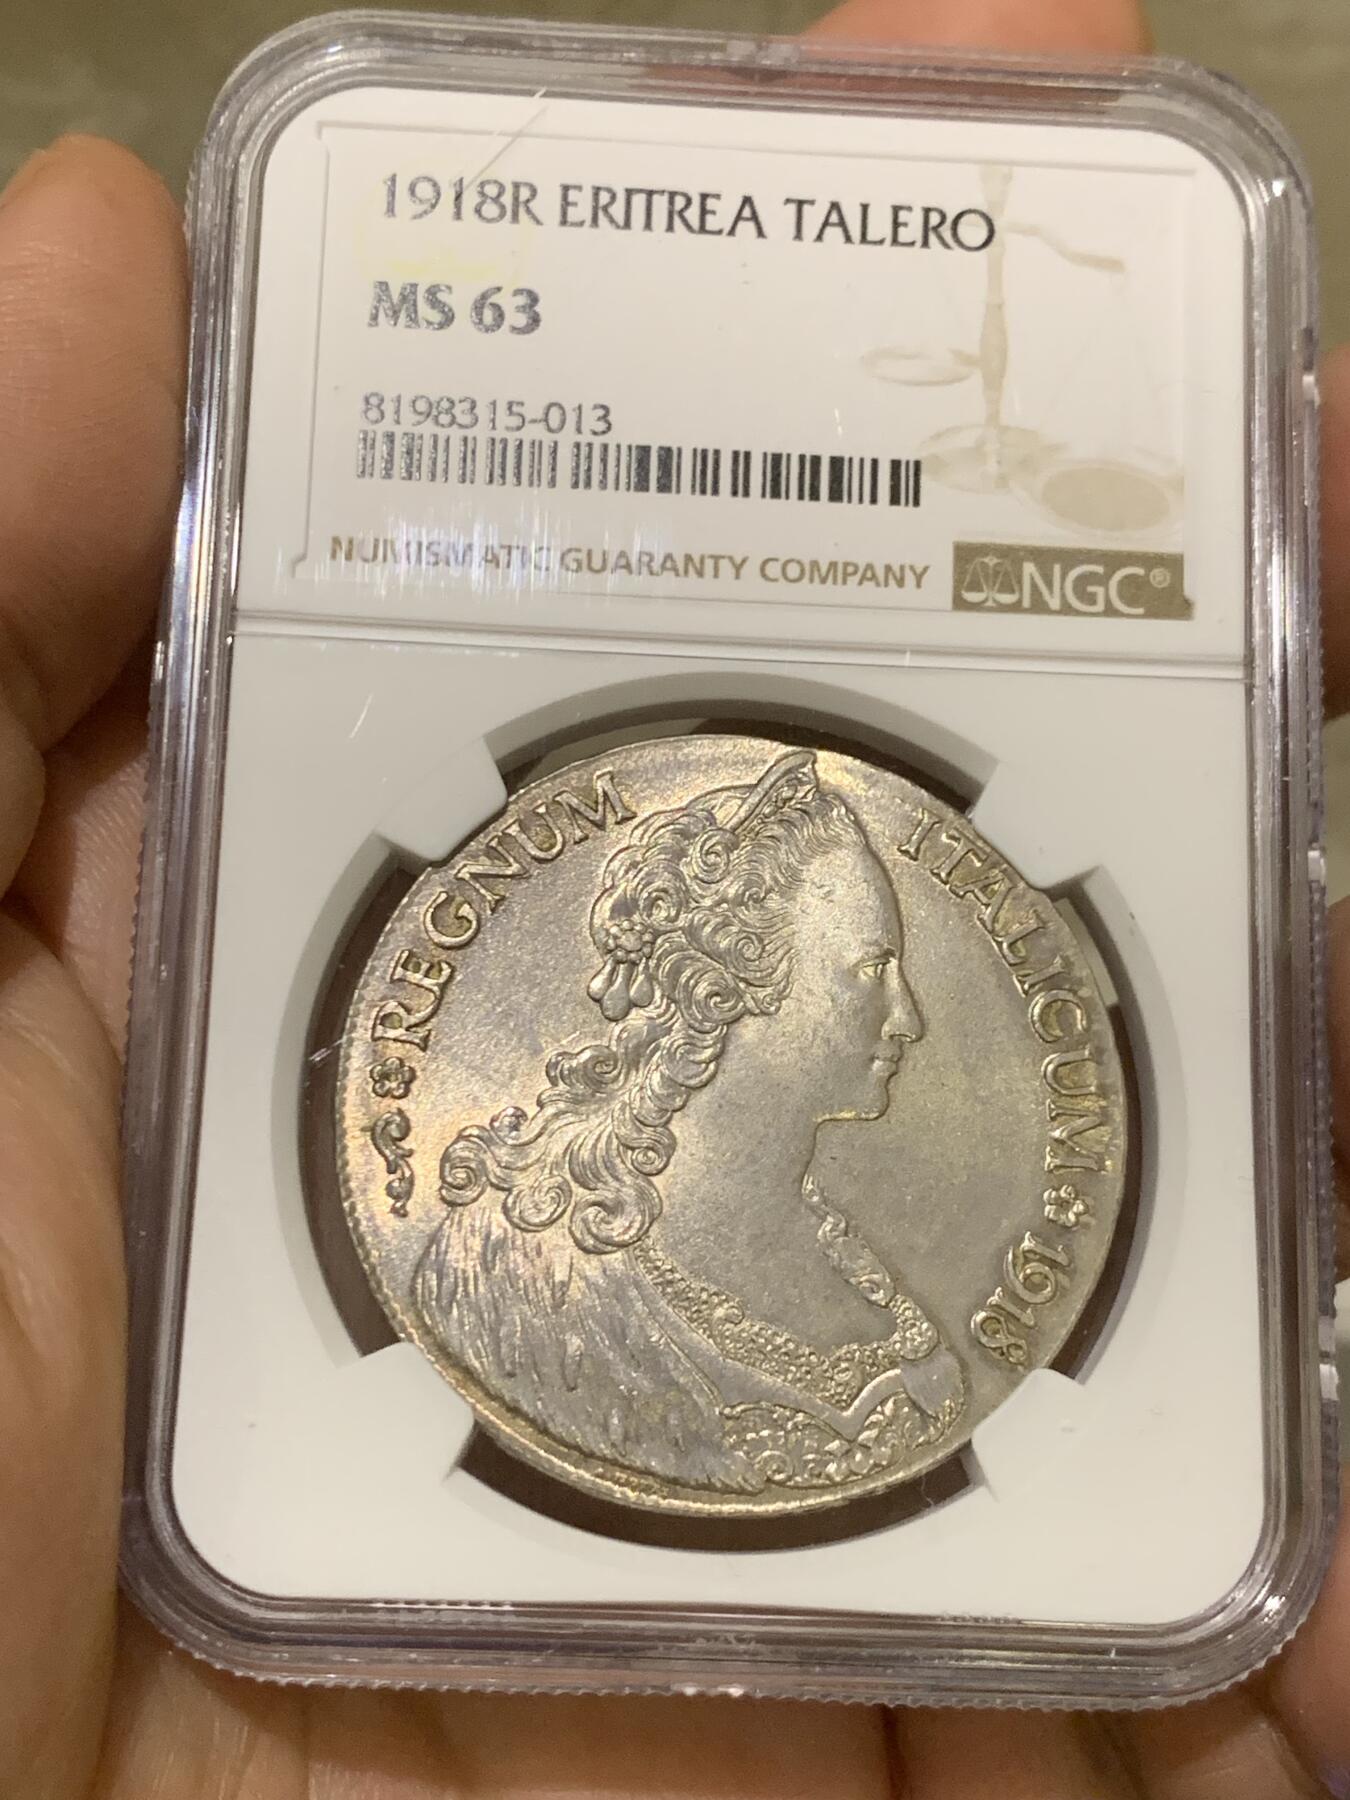 1918R ERITREA TALERO
MS 63
8198315-013
NUMISMATIC GUARANTY COMPANY
NGC®
REGNUM ITALICUM 1918